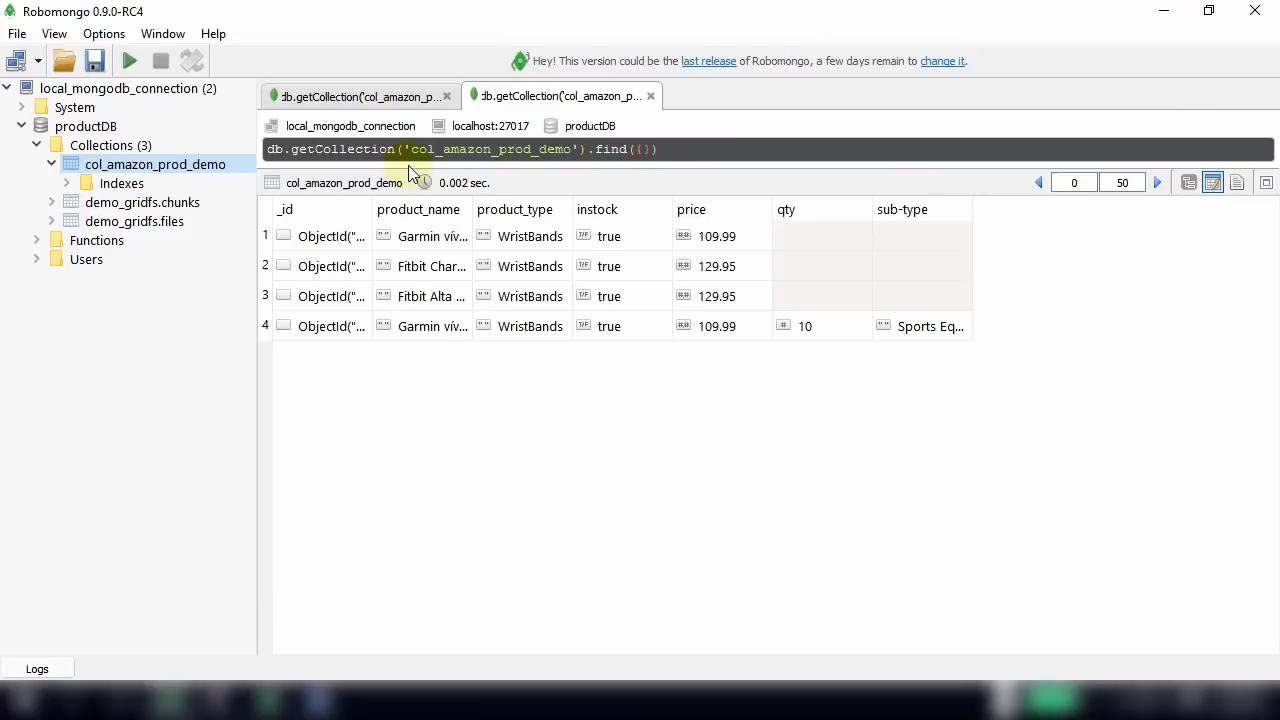 Robomongo 0.9.0-RC4
File View Options Window Help
Hey! This version could be the last release of Robomongo, a few days remain to change it.
local_mongodb_connection (2)
System
productDB
Collections (3)
col_amazon_prod_demo
Indexes
demo_gridfs.chunks
demo_gridfs.files
Functions
Users
db.getCollection('col_amazon_p... db.getCollection('col_amazon_p...
local_mongodb_connection localhost:27017 productDB
db.getCollection('col_amazon_prod_demo').find({})
col_amazon_prod_demo 0.002 sec. 0 50
_id product_name product_type instock price qty sub-type
1 ObjectId("... " " Garmin vív... " " WristBands T/F true #.# 109.99
2 ObjectId("... " " Fitbit Char... " " WristBands T/F true #.# 129.95
3 ObjectId("... " " Fitbit Alta ... " " WristBands T/F true #.# 129.95
4 ObjectId("... " " Garmin vív... " " WristBands T/F true #.# 109.99 # 10 " " Sports Eq...
Logs